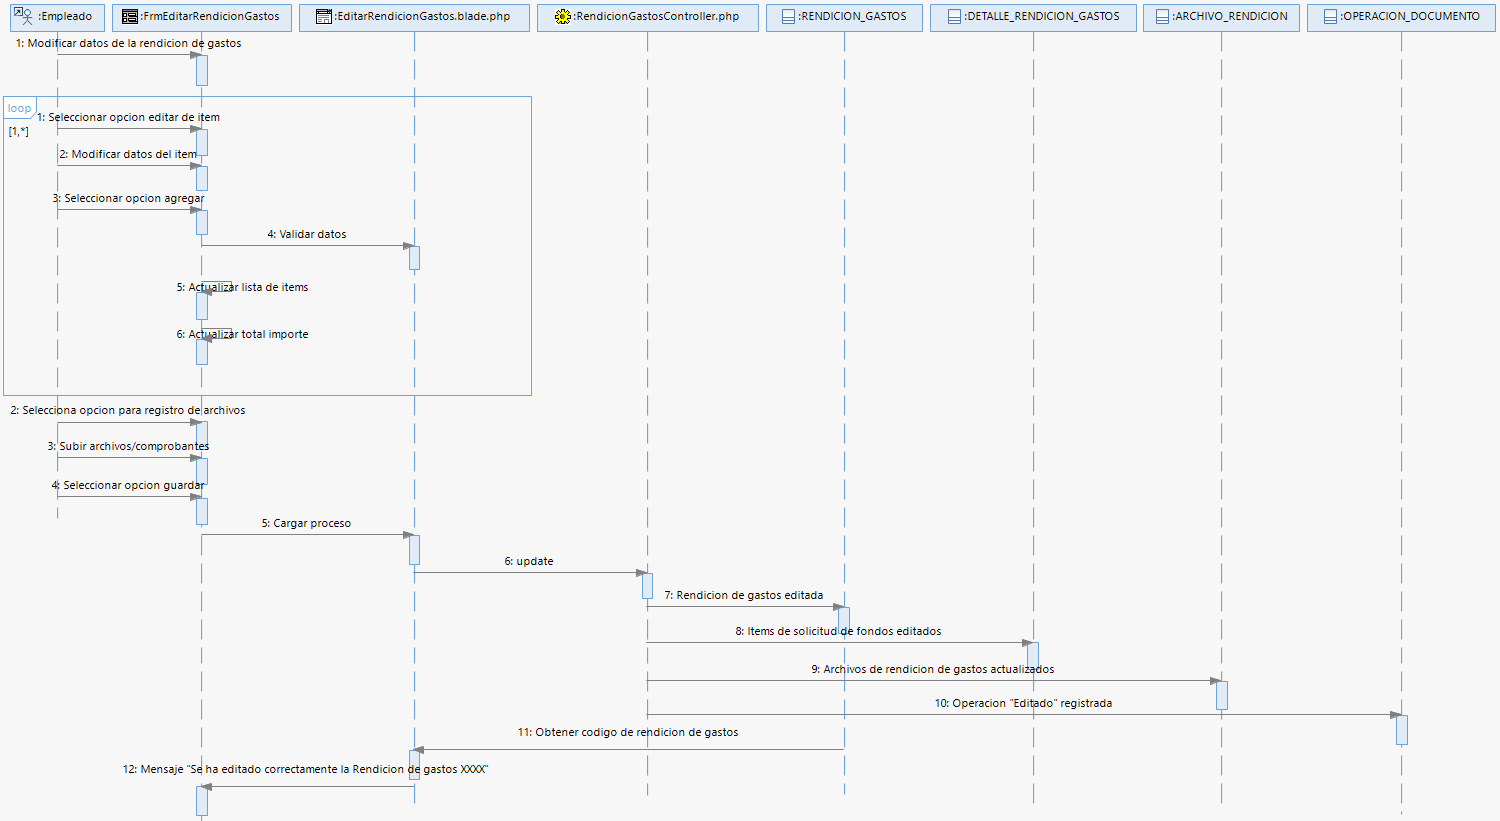 :Empleado
:FrmEditarRendicionGastos
:EditarRendicionGastos.blade.php
:RendicionGastosController.php
:RENDICION_GASTOS
:DETALLE_RENDICION_GASTOS
:ARCHIVO_RENDICION
:OPERACION_DOCUMENTO
1: Modificar datos de la rendicion de gastos
loop
[1,*]
1: Seleccionar opcion editar de item
2: Modificar datos del item
3: Seleccionar opcion agregar
4: Validar datos
5: Actualizar lista de items
6: Actualizar total importe
2: Selecciona opcion para registro de archivos
3: Subir archivos/comprobantes
4: Seleccionar opcion guardar
5: Cargar proceso
6: update
7: Rendicion de gastos editada
8: Items de solicitud de fondos editados
9: Archivos de rendicion de gastos actualizados
10: Operacion "Editado" registrada
11: Obtener codigo de rendicion de gastos
12: Mensaje "Se ha editado correctamente la Rendicion de gastos XXXX"